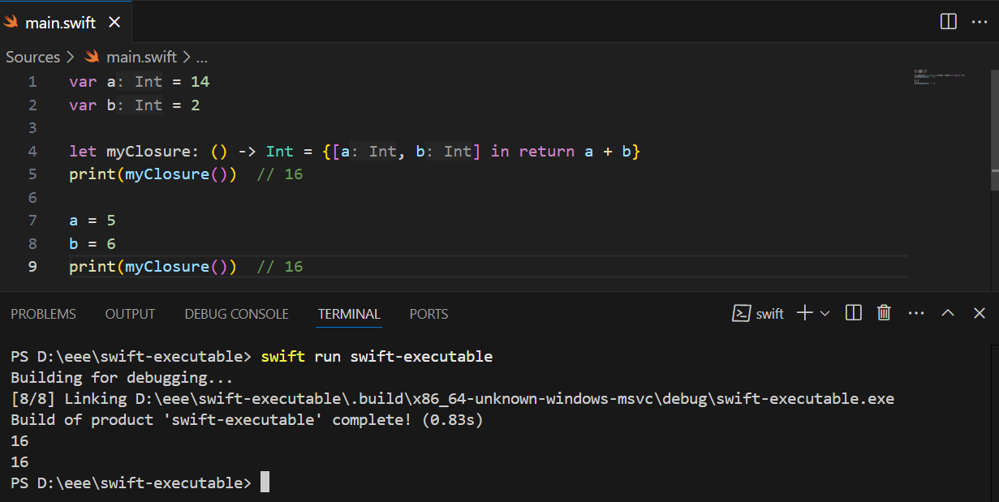 main.swift
Sources > main.swift > ...
1 var a: Int = 14
2 var b: Int = 2
3
4 let myClosure: () -> Int = {[a: Int, b: Int] in return a + b}
5 print(myClosure())  // 16
6
7 a = 5
8 b = 6
9 print(myClosure())  // 16
PROBLEMS OUTPUT DEBUG CONSOLE TERMINAL PORTS swift
PS D:\eee\swift-executable> swift run swift-executable
Building for debugging...
[8/8] Linking D:\eee\swift-executable\.build\x86_64-unknown-windows-msvc\debug\swift-executable.exe
Build of product 'swift-executable' complete! (0.83s)
16
16
PS D:\eee\swift-executable>